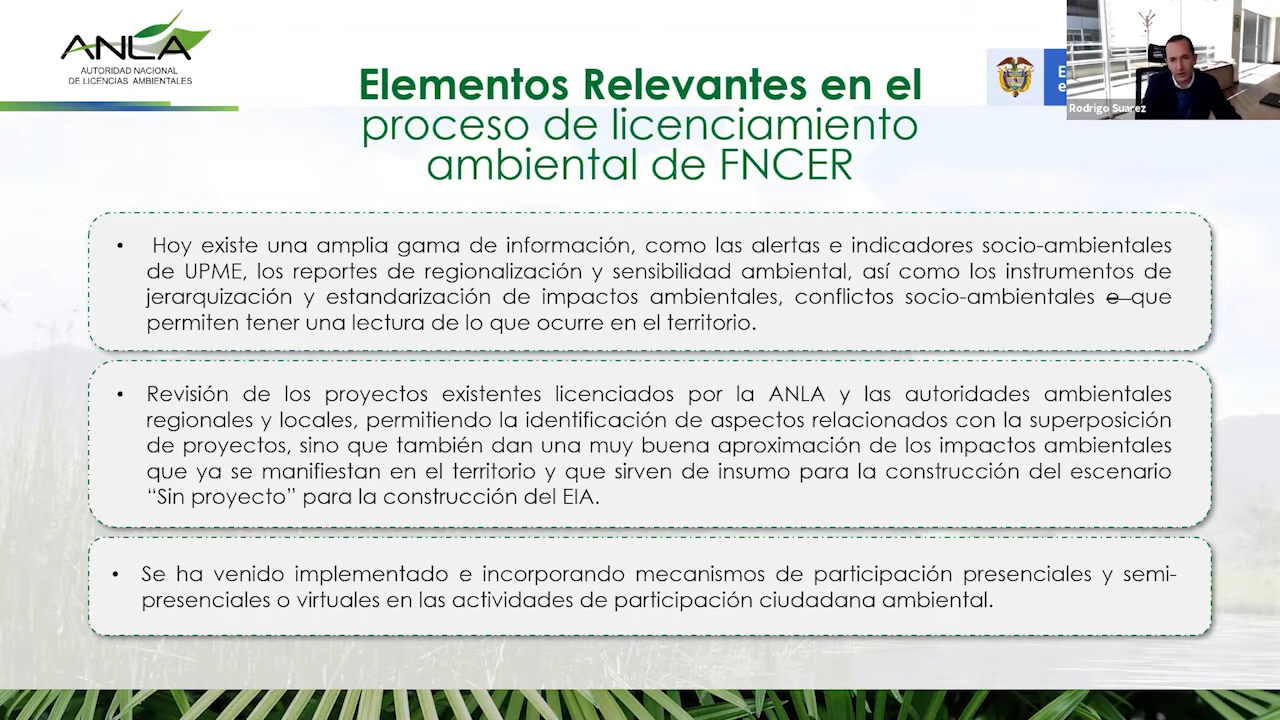 ANLA
AUTORIDAD NACIONAL
DE LICENCIAS AMBIENTALES
Elementos Relevantes en el
proceso de licenciamiento
ambiental de FNCER
E
e
Rodrigo Suarez
• Hoy existe una amplia gama de información, como las alertas e indicadores socio-ambientales
de UPME, los reportes de regionalización y sensibilidad ambiental, así como los instrumentos de
jerarquización y estandarización de impactos ambientales, conflictos socio-ambientales e que
permiten tener una lectura de lo que ocurre en el territorio.
• Revisión de los proyectos existentes licenciados por la ANLA y las autoridades ambientales
regionales y locales, permitiendo la identificación de aspectos relacionados con la superposición
de proyectos, sino que también dan una muy buena aproximación de los impactos ambientales
que ya se manifiestan en el territorio y que sirven de insumo para la construcción del escenario
“Sin proyecto” para la construcción del EIA.
• Se ha venido implementado e incorporando mecanismos de participación presenciales y semi-
presenciales o virtuales en las actividades de participación ciudadana ambiental.